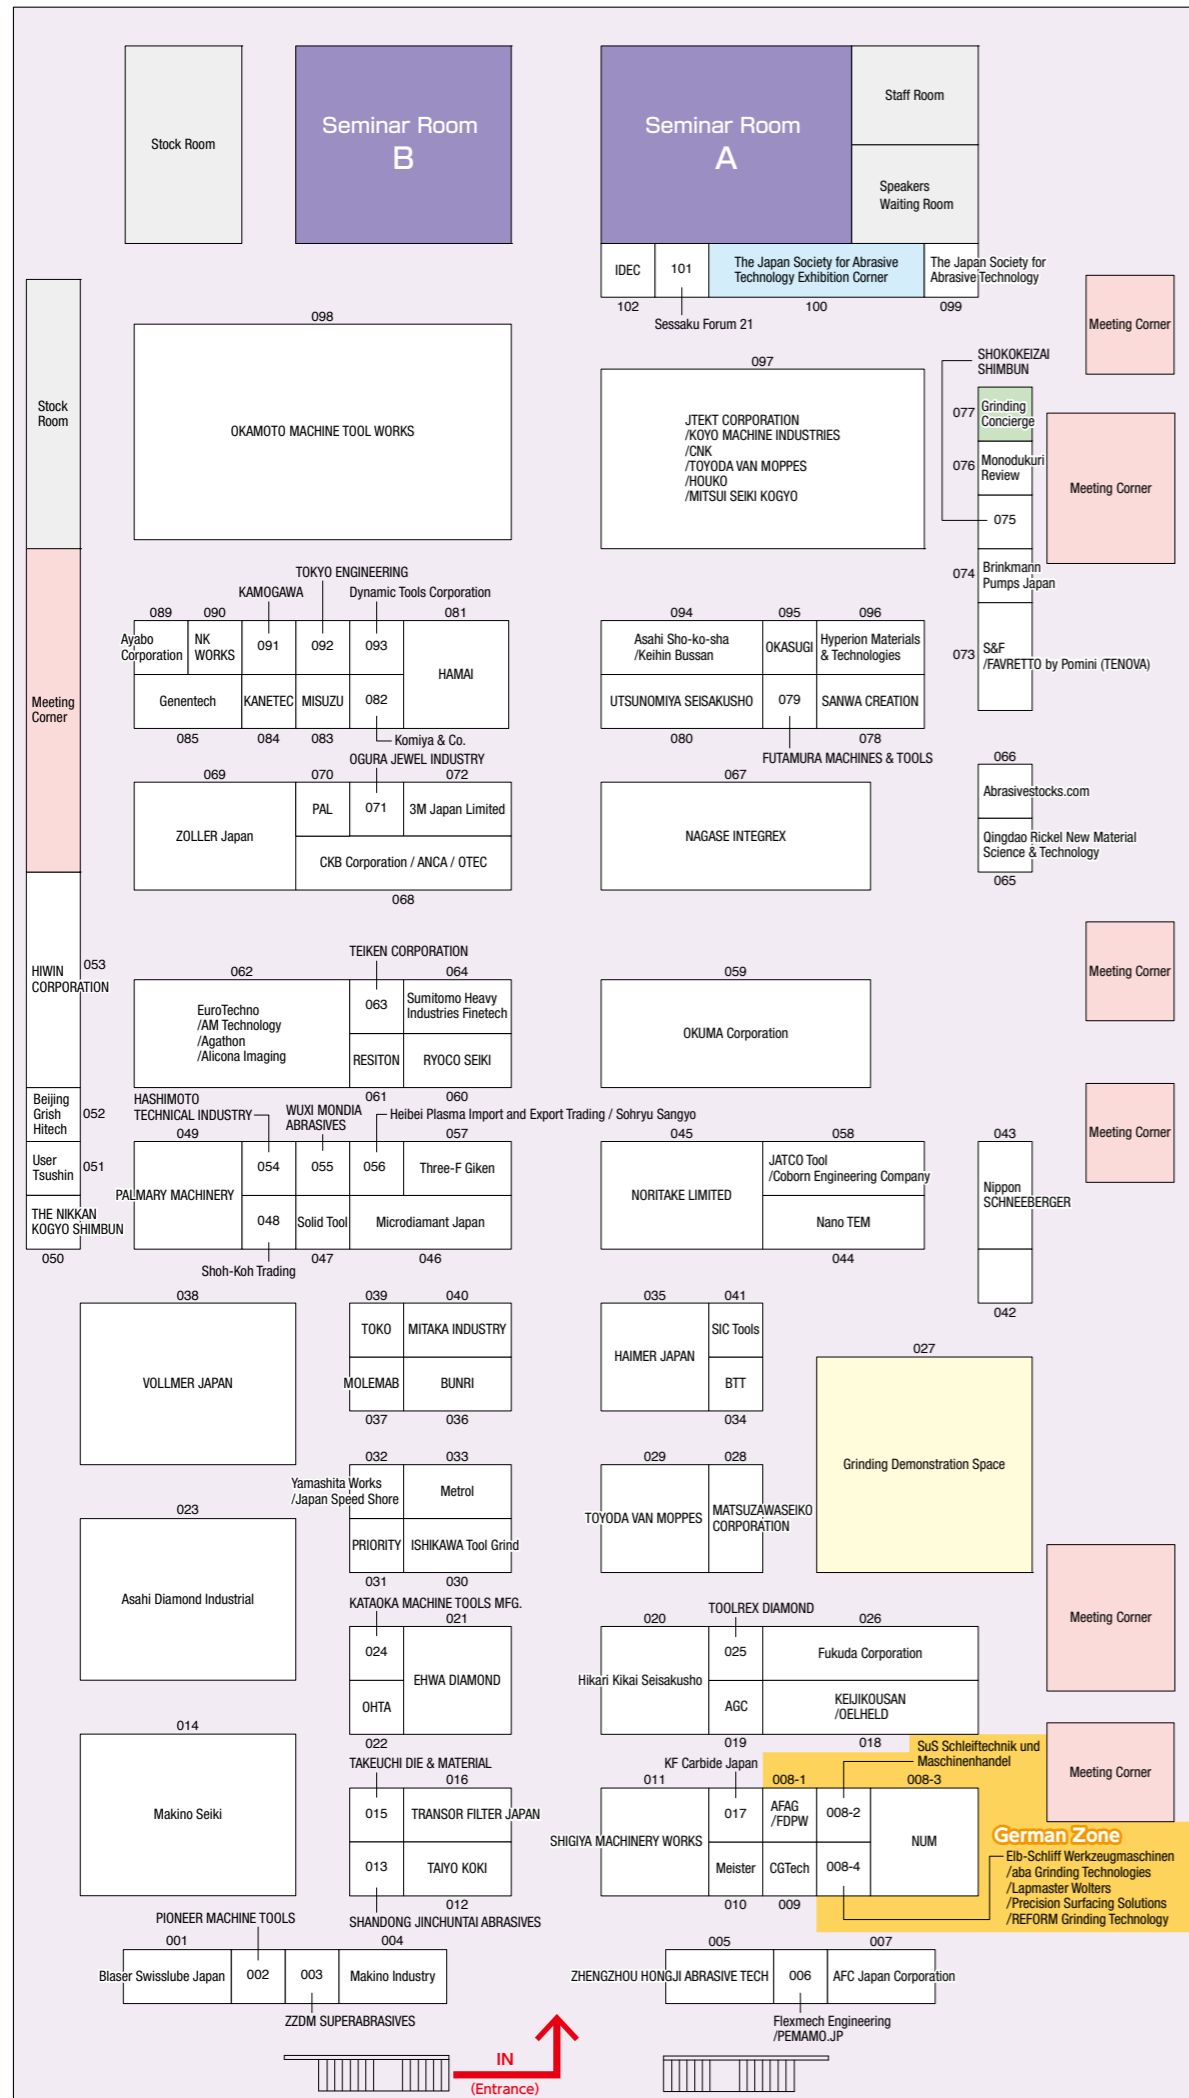 Stock Room
Seminar Room
B
Seminar Room
A
Staff Room
Speakers
Waiting Room
IDEC
101
The Japan Society for Abrasive
Technology Exhibition Corner
The Japan Society for
Abrasive Technology
102
100
099
Sessaku Forum 21
Meeting Corner
Stock
Room
098
OKAMOTO MACHINE TOOL WORKS
097
JTEKT CORPORATION
/KOYO MACHINE INDUSTRIES
/CNK
/TOYODA VAN MOPPES
/HOUKO
/MITSUI SEIKI KOGYO
SHOKOKEIZAI
SHIMBUN
077
Grinding
Concierge
076
Monodukuri
Review
075
074
Brinkmann
Pumps Japan
073
S&F
/FAVRETTO by Pomini (TENOVA)
Meeting Corner
Meeting
Corner
TOKYO ENGINEERING
KAMOGAWA
Dynamic Tools Corporation
089
090
081
Ayabo
Corporation
NK
WORKS
091
092
093
HAMAI
Genentech
KANETEC
MISUZU
082
085
084
083
Komiya & Co.
094
095
096
Asahi Sho-ko-sha
/Keihin Bussan
OKASUGI
Hyperion Materials
& Technologies
UTSUNOMIYA SEISAKUSHO
079
SANWA CREATION
080
078
FUTAMURA MACHINES & TOOLS
OGURA JEWEL INDUSTRY
069
070
072
ZOLLER Japan
PAL
071
3M Japan Limited
CKB Corporation / ANCA / OTEC
068
067
NAGASE INTEGREX
066
Abrasivestocks.com
Qingdao Rickel New Material
Science & Technology
065
HIWIN
CORPORATION
053
Beijing
Grish
Hitech
052
User
Tsushin
051
THE NIKKAN
KOGYO SHIMBUN
050
TEIKEN CORPORATION
062
064
EuroTechno
/AM Technology
/Agathon
/Alicona Imaging
063
Sumitomo Heavy
Industries Finetech
RESITON
RYOCO SEIKI
061
060
059
OKUMA Corporation
Meeting Corner
Meeting Corner
HASHIMOTO
TECHNICAL INDUSTRY
WUXI MONDIA
ABRASIVES
Heibei Plasma Import and Export Trading / Sohryu Sangyo
049
057
PALMARY MACHINERY
054
055
056
Three-F Giken
048
Solid Tool
Microdiamant Japan
047
046
Shoh-Koh Trading
045
058
NORITAKE LIMITED
JATCO Tool
/Coborn Engineering Company
Nano TEM
044
043
Nippon
SCHNEEBERGER
042
038
VOLLMER JAPAN
039
040
TOKO
MITAKA INDUSTRY
MOLEMAB
BUNRI
037
036
035
041
HAIMER JAPAN
SIC Tools
BTT
034
027
Grinding Demonstration Space
032
033
Yamashita Works
/Japan Speed Shore
Metrol
PRIORITY
ISHIKAWA Tool Grind
031
030
029
028
TOYODA VAN MOPPES
MATSUZAWASEIKO
CORPORATION
023
Asahi Diamond Industrial
KATAOKA MACHINE TOOLS MFG.
021
024
EHWA DIAMOND
OHTA
022
TOOLREX DIAMOND
020
026
Hikari Kikai Seisakusho
025
Fukuda Corporation
AGC
KEIJIKOUSAN
/OELHELD
019
018
Meeting Corner
Meeting Corner
014
Makino Seiki
TAKEUCHI DIE & MATERIAL
016
015
TRANSOR FILTER JAPAN
013
TAIYO KOKI
012
SHANDONG JINCHUNTAI ABRASIVES
KF Carbide Japan
SuS Schleiftechnik und
Maschinenhandel
011
008-1
008-3
SHIGIYA MACHINERY WORKS
017
AFAG
/FDPW
008-2
NUM
Meister
CGTech
008-4
010
009
German Zone
Elb-Schliff Werkzeugmaschinen
/aba Grinding Technologies
/Lapmaster Wolters
/Precision Surfacing Solutions
/REFORM Grinding Technology
PIONEER MACHINE TOOLS
001
004
Blaser Swisslube Japan
002
003
Makino Industry
ZZDM SUPERABRASIVES
005
007
ZHENGZHOU HONGJI ABRASIVE TECH
006
AFC Japan Corporation
Flexmech Engineering
/PEMAMO.JP
IN
(Entrance)